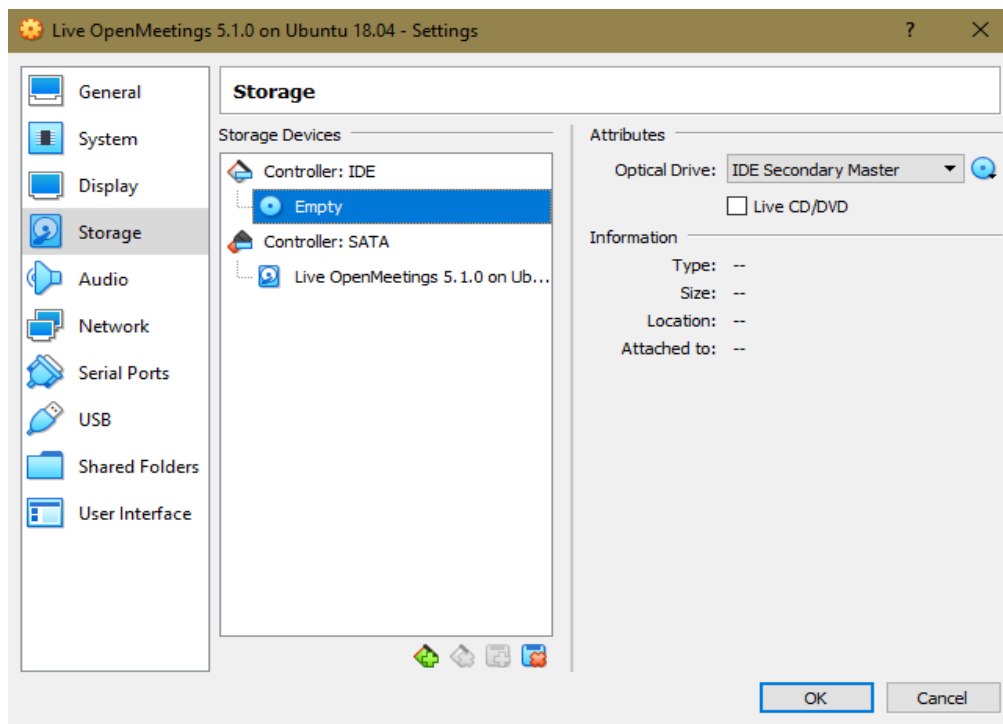 Live OpenMeetings 5.1.0 on Ubuntu 18.04 - Settings
?
General
System
Display
Storage
Audio
Network
Serial Ports
USB
Shared Folders
User Interface
Storage
Storage Devices
Controller: IDE
Empty
Controller: SATA
Live OpenMeetings 5.1.0 on Ub...
Attributes
Optical Drive: IDE Secondary Master
Live CD/DVD
Information
Type: --
Size: --
Location: --
Attached to: --
OK Cancel